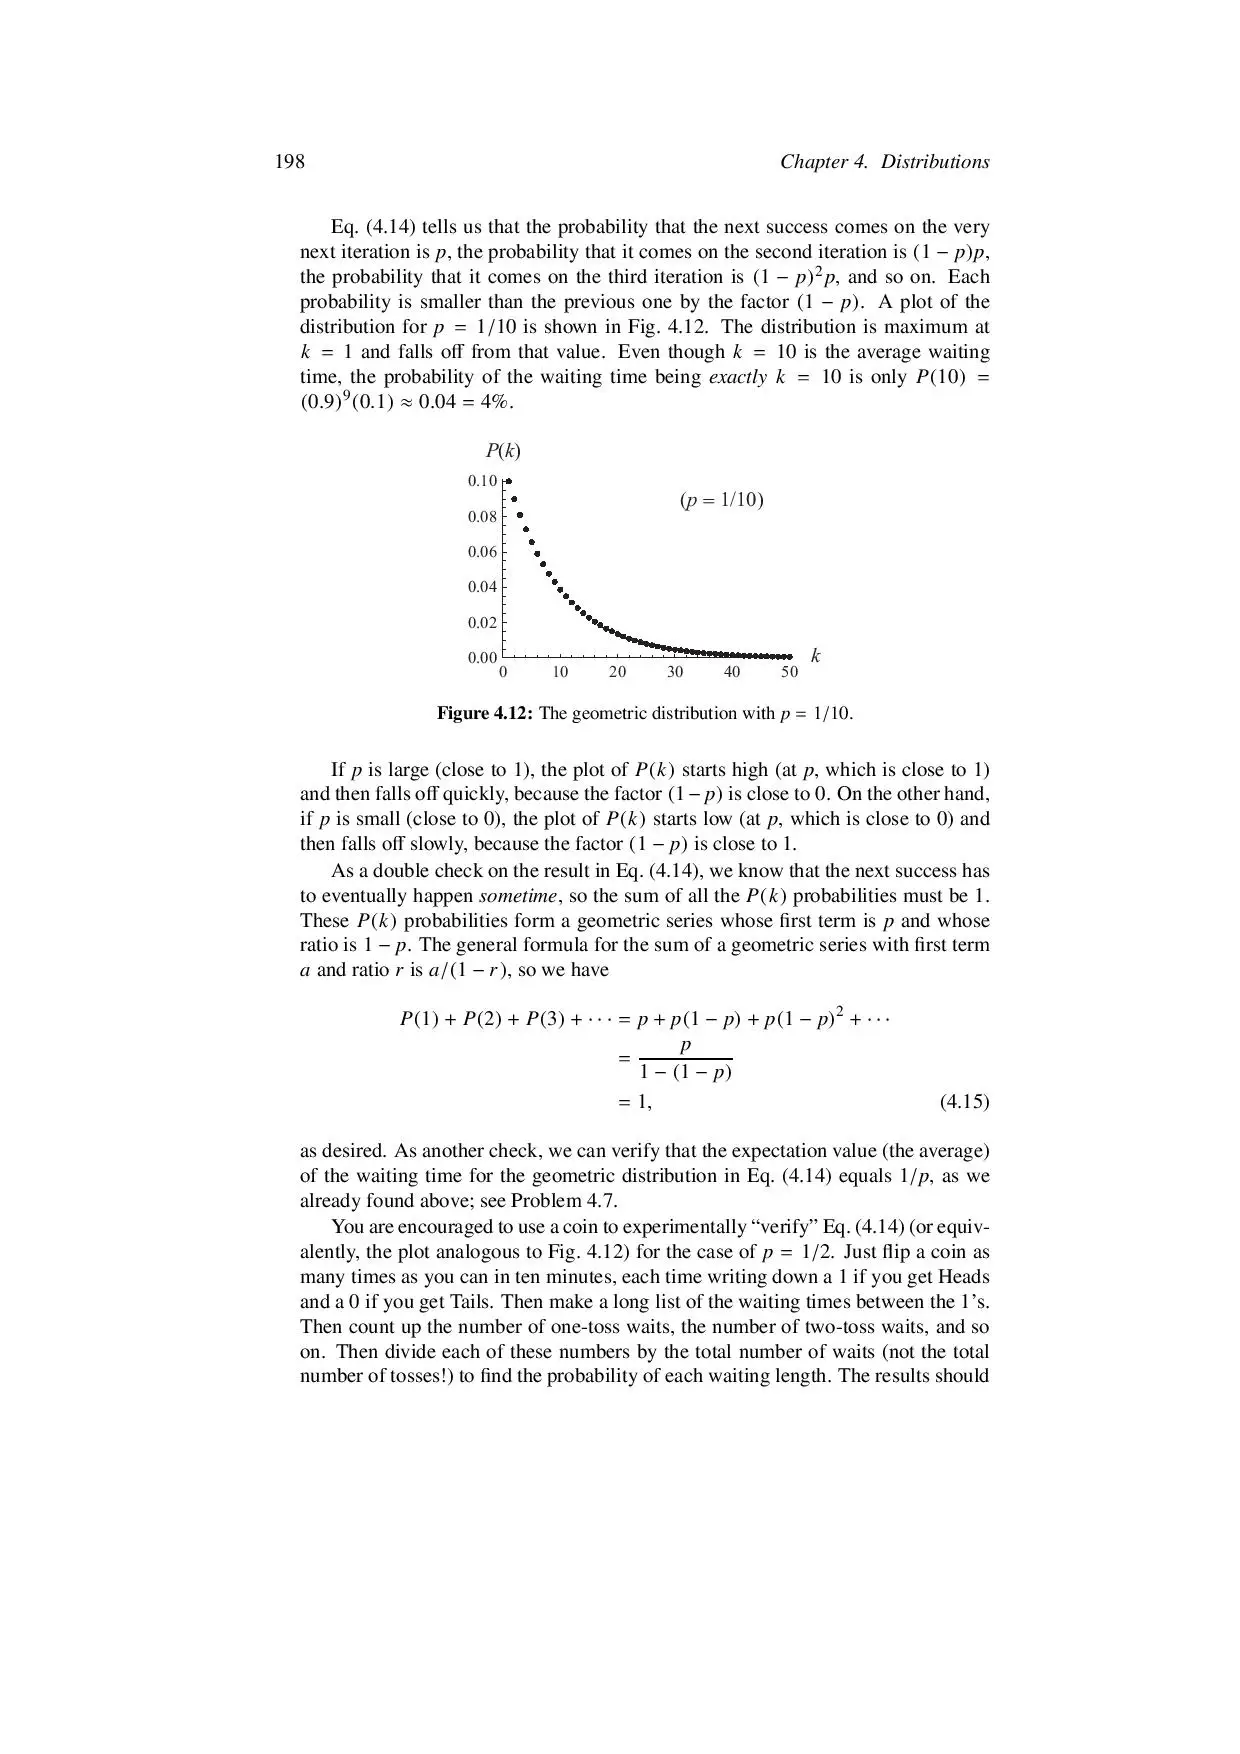 198
Chapter 4. Distributions
Eq. (4.14) tells us that the probability that the next success comes on the very
next iteration is p, the probability that it comes on the second iteration is (1 − p)p,
the probability that it comes on the third iteration is (1 − p)²p, and so on. Each
probability is smaller than the previous one by the factor (1 − p). A plot of the
distribution for p = 1/10 is shown in Fig. 4.12. The distribution is maximum at
k = 1 and falls off from that value. Even though k = 10 is the average waiting
time, the probability of the waiting time being exactly k = 10 is only P(10) =
(0.9)⁹(0.1) ≈ 0.04 = 4%.
P(k)
0.10
(p = 1/10)
0.08
0.06
0.04
0.02
0.00
k
0 10 20 30 40 50
Figure 4.12: The geometric distribution with p = 1/10.
If p is large (close to 1), the plot of P(k) starts high (at p, which is close to 1)
and then falls off quickly, because the factor (1 − p) is close to 0. On the other hand,
if p is small (close to 0), the plot of P(k) starts low (at p, which is close to 0) and
then falls off slowly, because the factor (1 − p) is close to 1.
As a double check on the result in Eq. (4.14), we know that the next success has
to eventually happen sometime, so the sum of all the P(k) probabilities must be 1.
These P(k) probabilities form a geometric series whose first term is p and whose
ratio is 1 − p. The general formula for the sum of a geometric series with first term
a and ratio r is a/(1 − r), so we have
P(1) + P(2) + P(3) + · · · = p + p(1 − p) + p(1 − p)² + · · ·
= p / (1 − (1 − p))
= 1, (4.15)
as desired. As another check, we can verify that the expectation value (the average)
of the waiting time for the geometric distribution in Eq. (4.14) equals 1/p, as we
already found above; see Problem 4.7.
You are encouraged to use a coin to experimentally “verify” Eq. (4.14) (or equiv-
alently, the plot analogous to Fig. 4.12) for the case of p = 1/2. Just flip a coin as
many times as you can in ten minutes, each time writing down a 1 if you get Heads
and a 0 if you get Tails. Then make a long list of the waiting times between the 1’s.
Then count up the number of one-toss waits, the number of two-toss waits, and so
on. Then divide each of these numbers by the total number of waits (not the total
number of tosses!) to find the probability of each waiting length. The results should